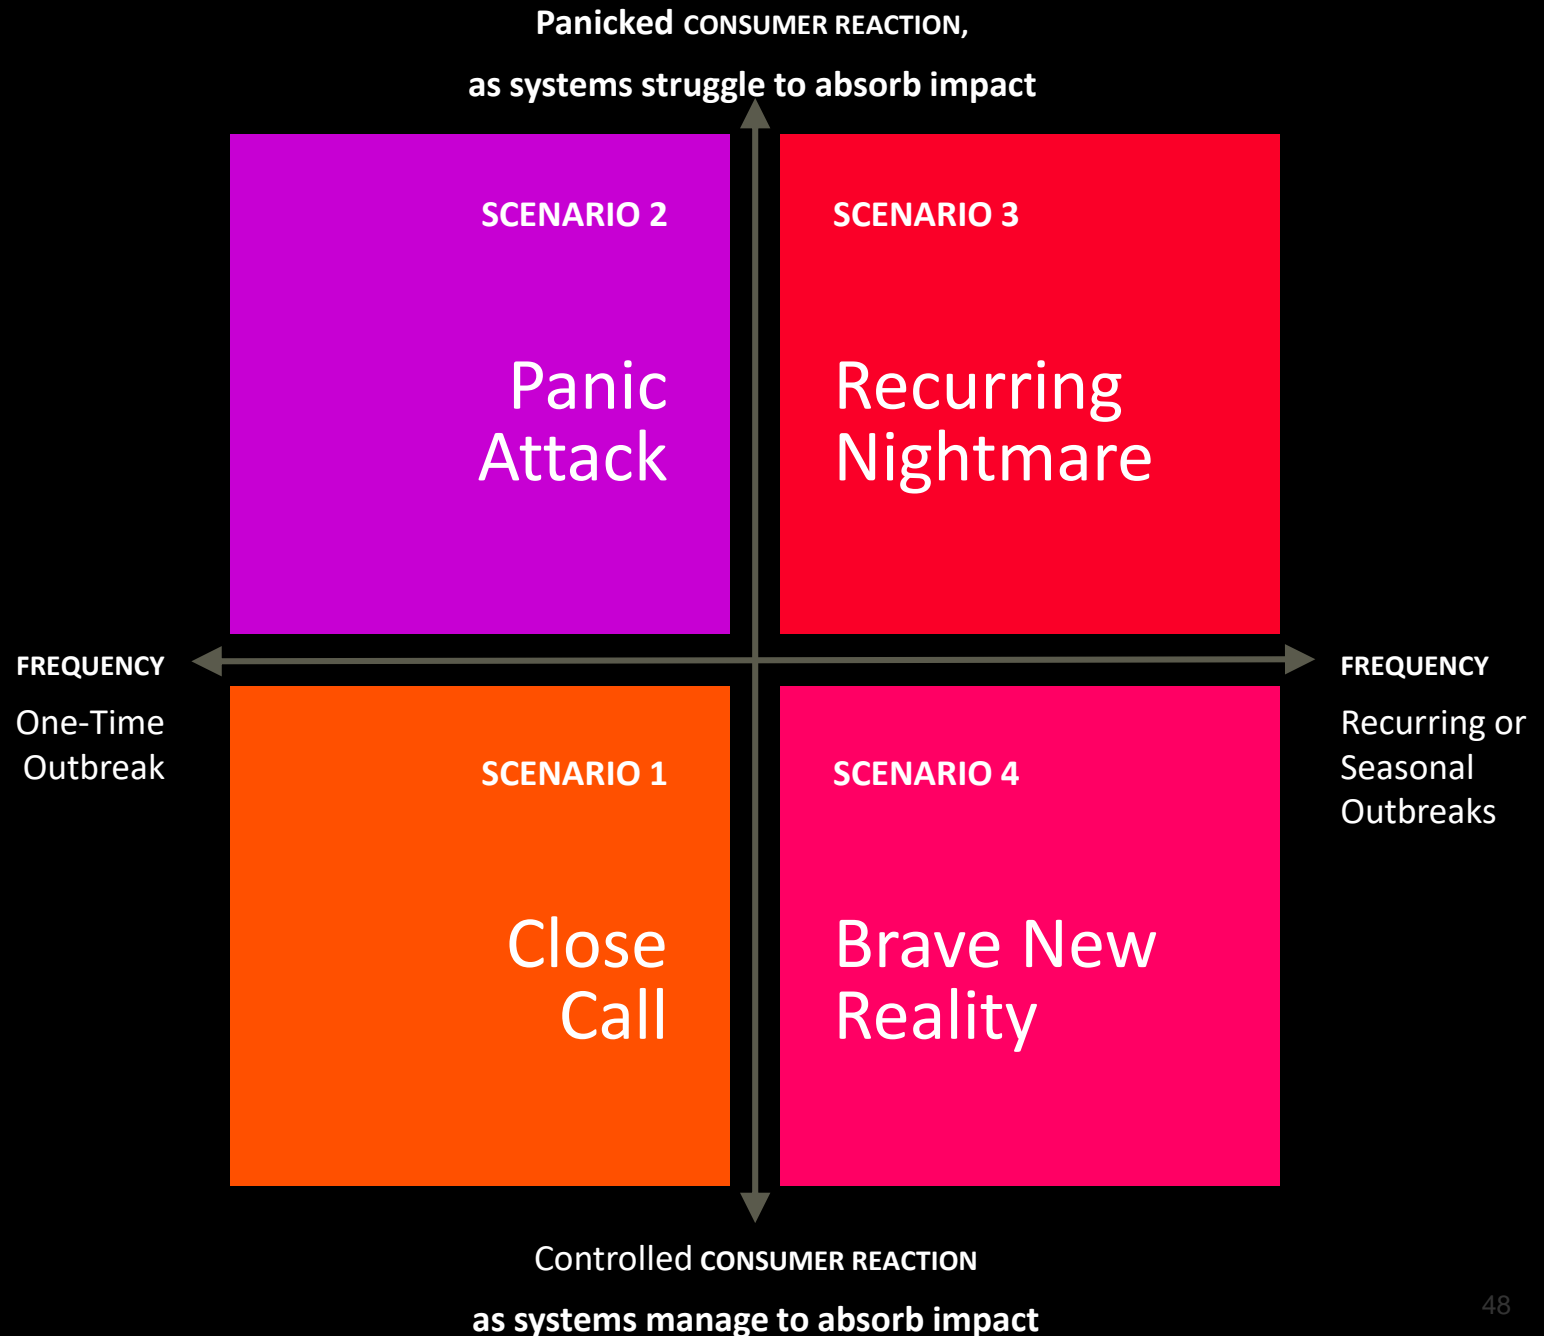 Panicked CONSUMER REACTION,
as systems struggle to absorb impact
SCENARIO 2
Panic
Attack
SCENARIO 3
Recurring
Nightmare
FREQUENCY
One-Time
Outbreak
FREQUENCY
Recurring or
Seasonal
Outbreaks
SCENARIO 1
Close
Call
SCENARIO 4
Brave New
Reality
Controlled CONSUMER REACTION
as systems manage to absorb impact
48